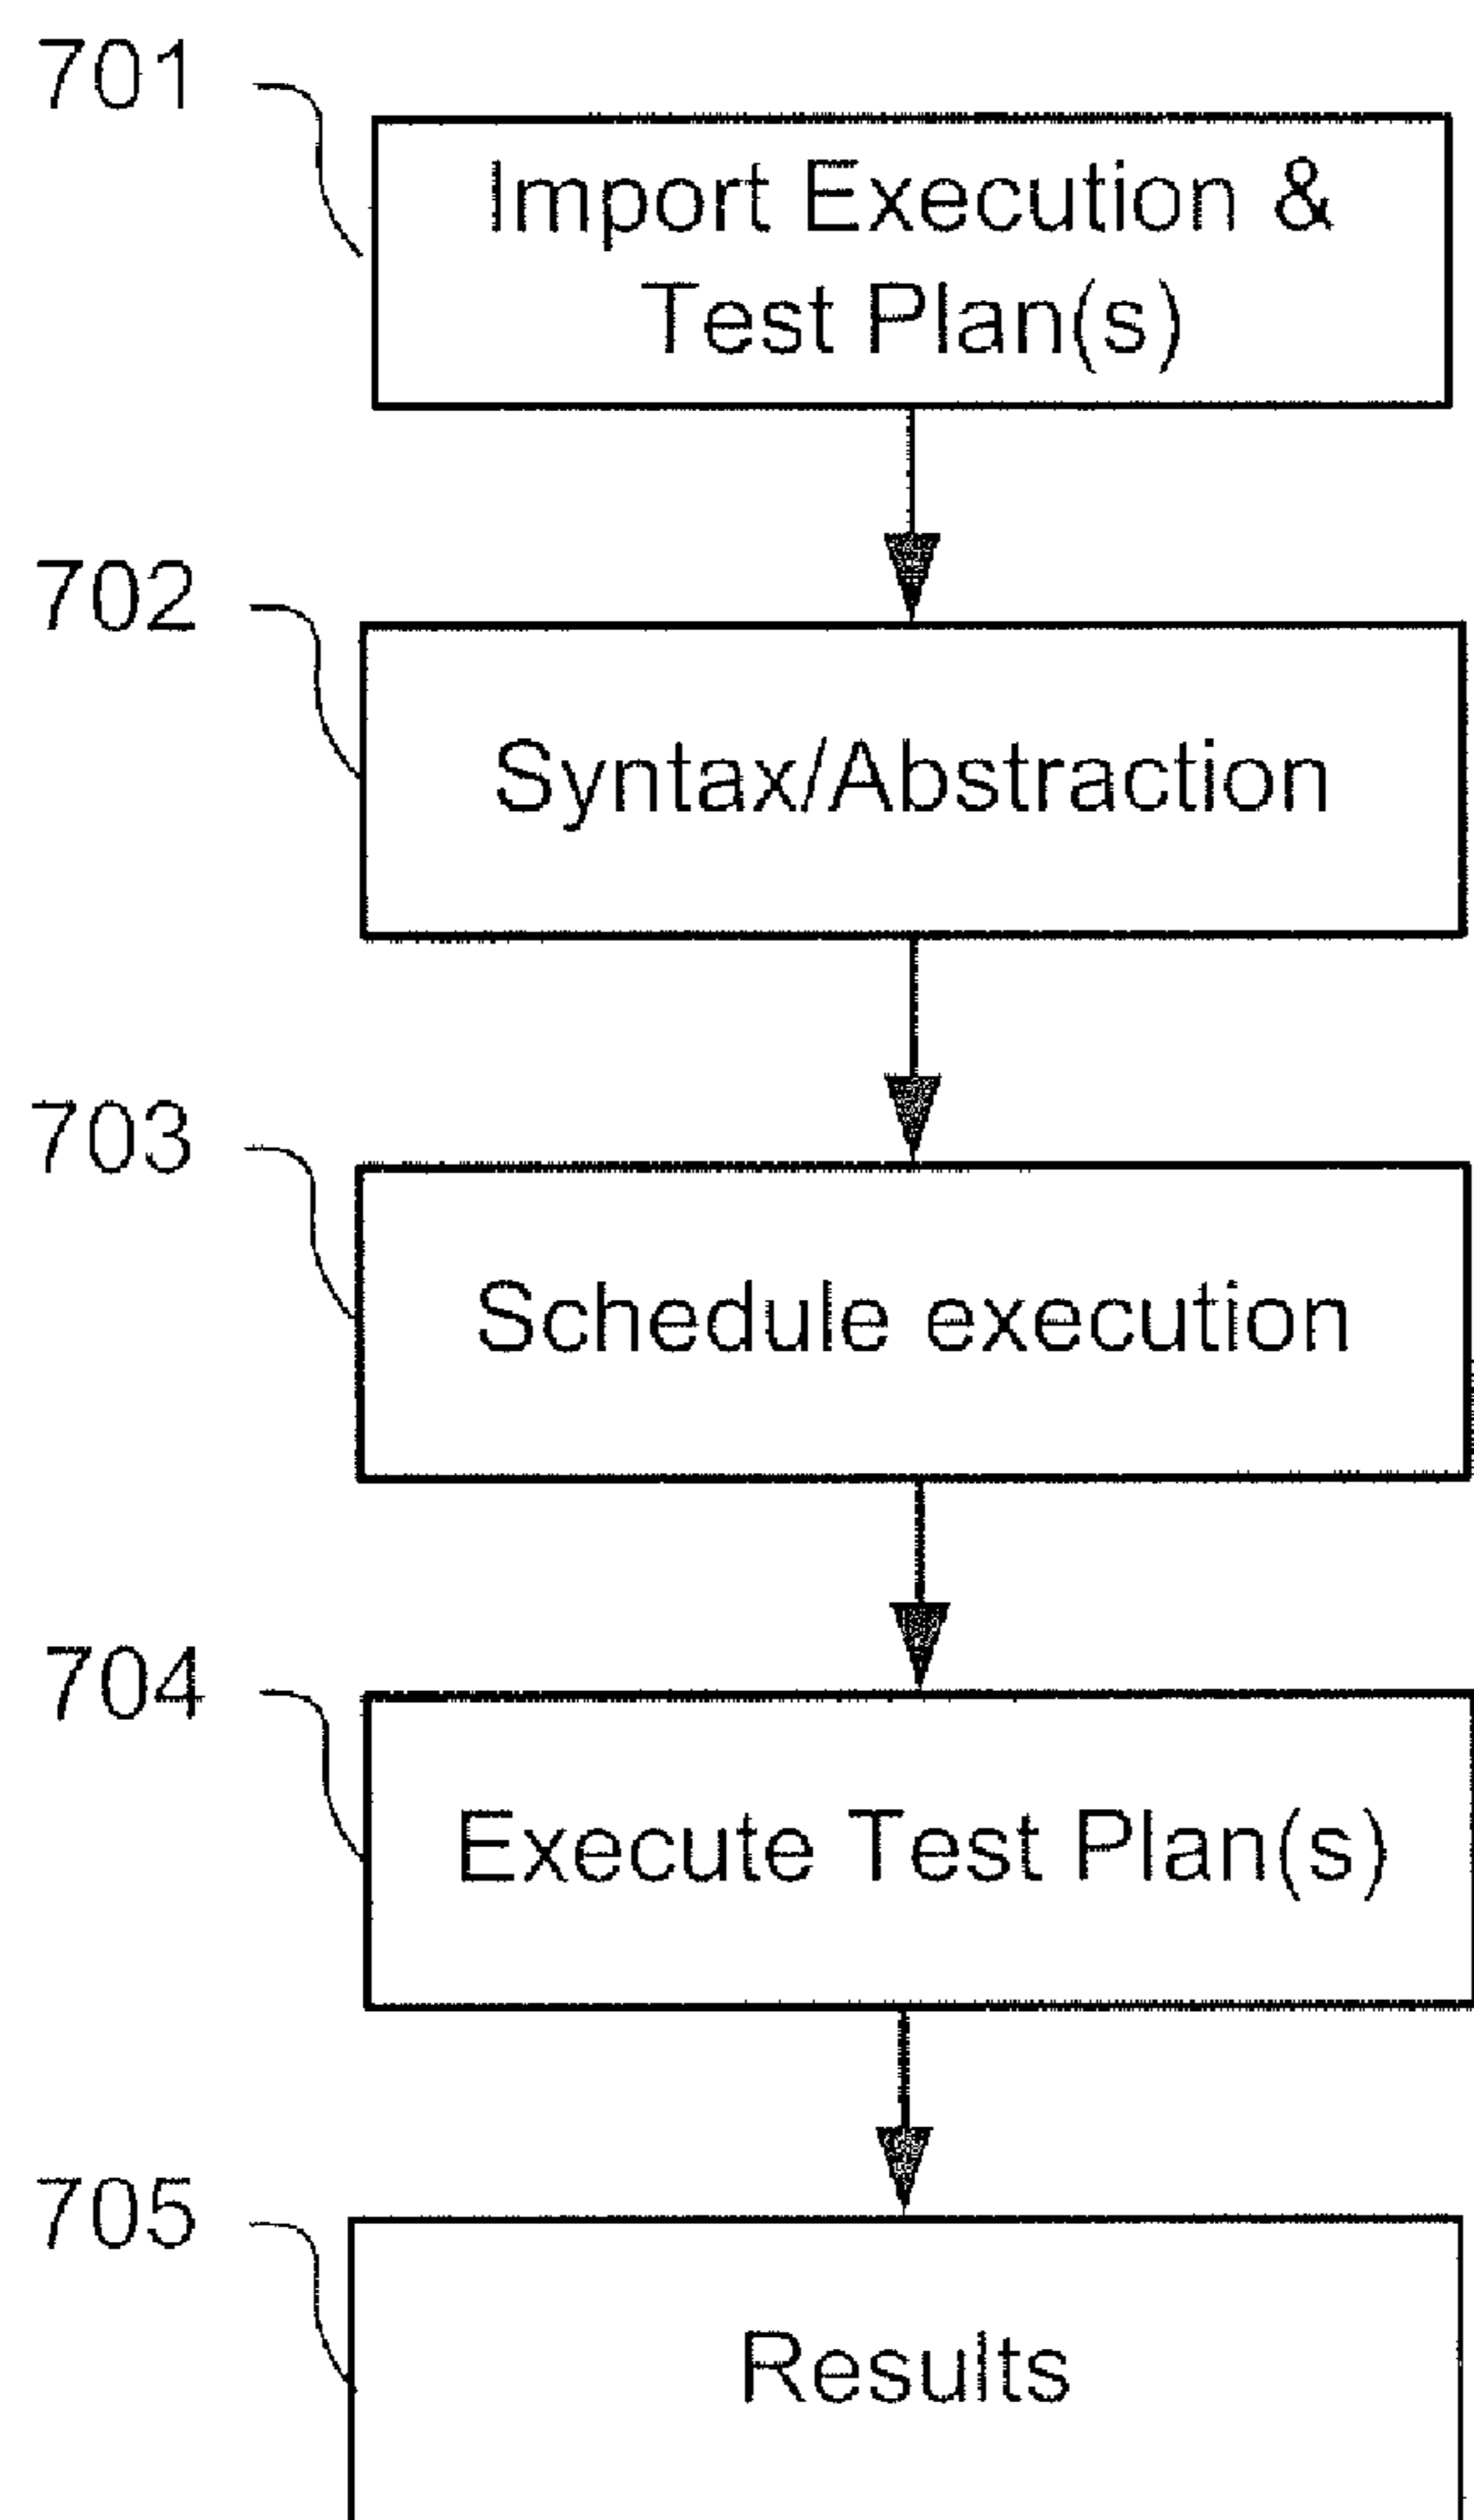 701
Import Execution &
Test Plan(s)
702
Syntax/Abstraction
703
Schedule execution
704
Execute Test Plan(s)
705
Results